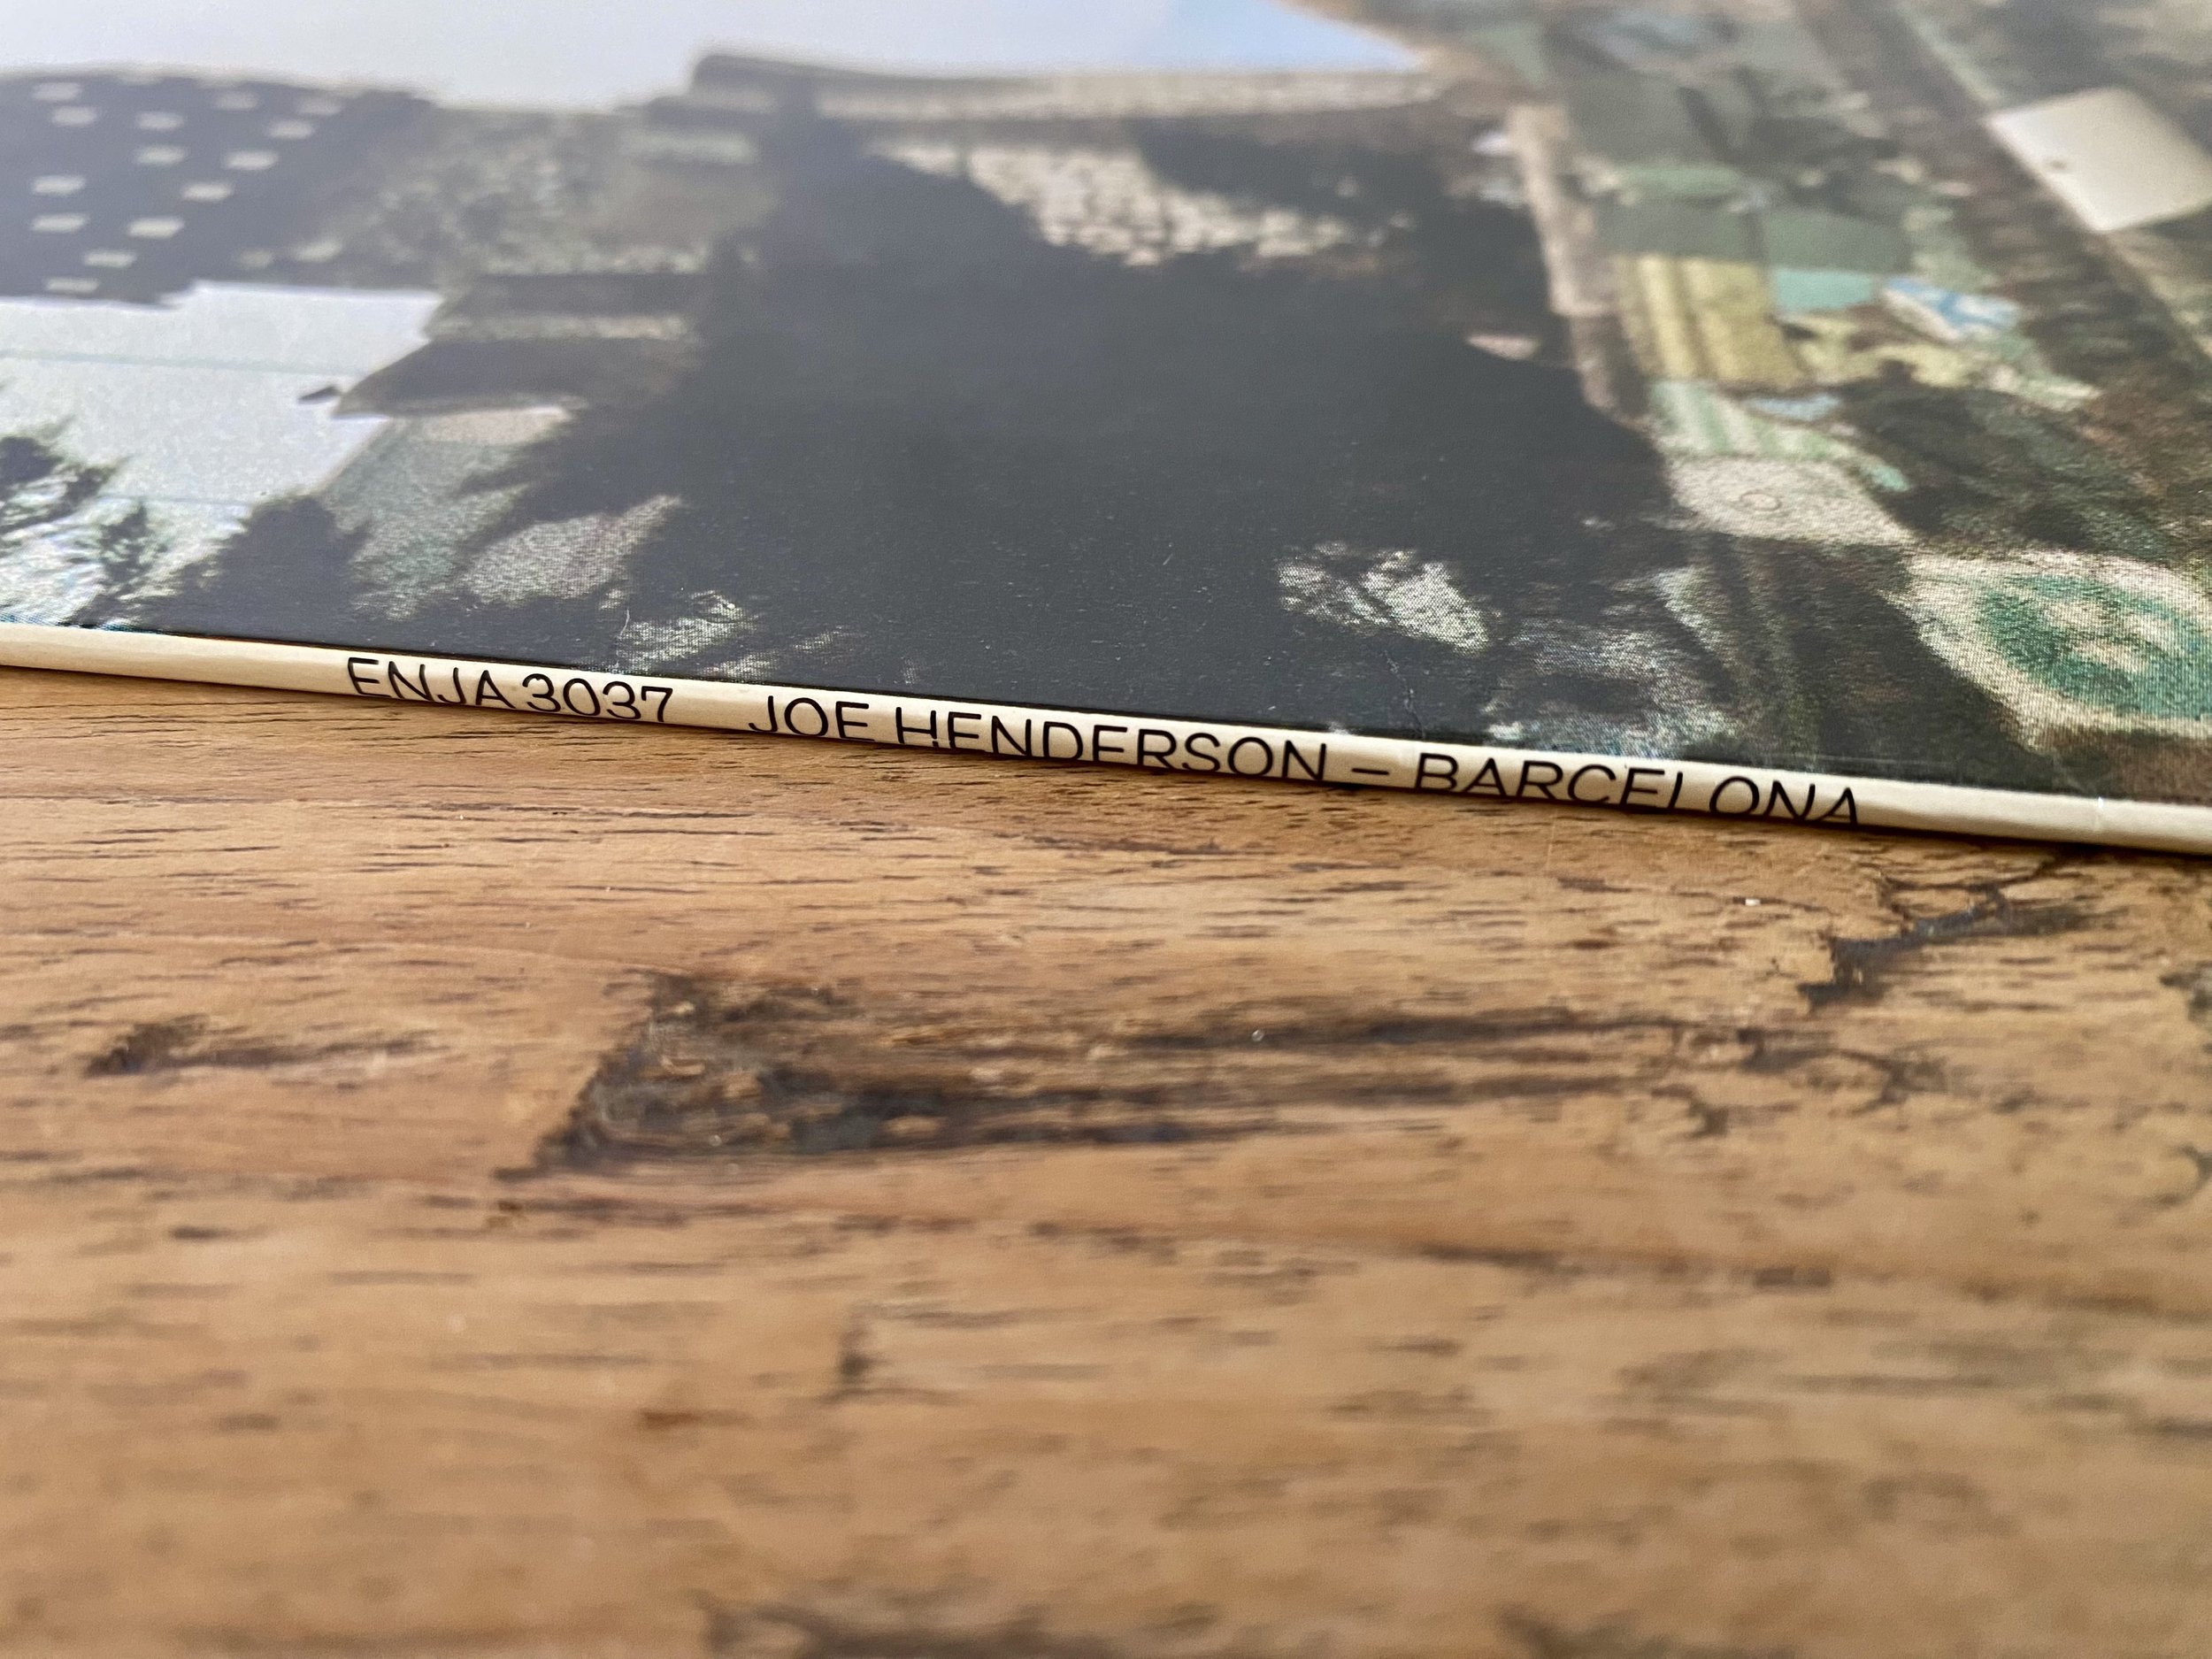 ENJA 3037 JOE HENDERSON – BARCELONA